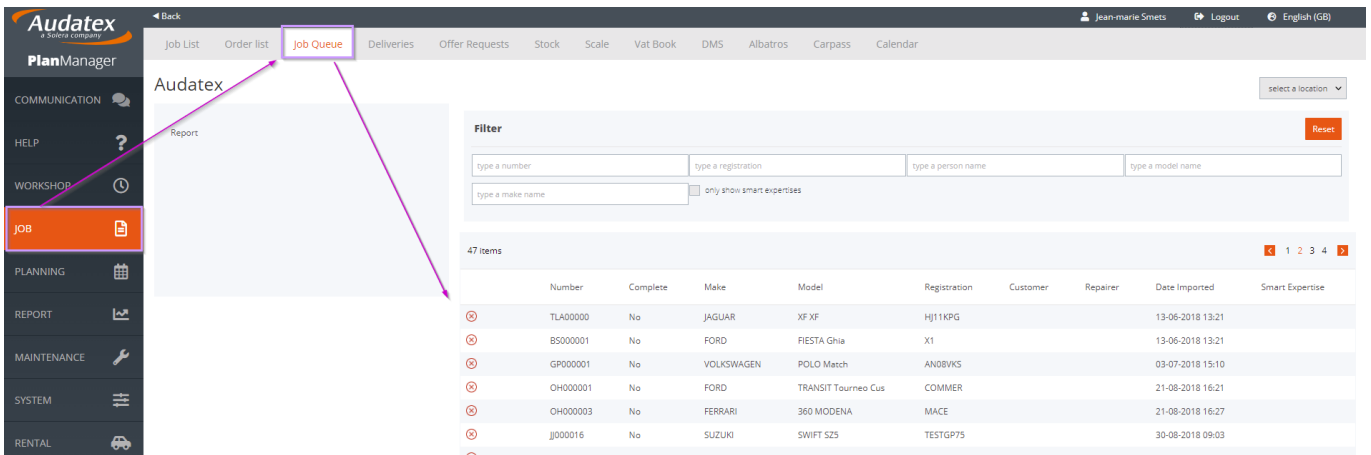 Audatex
a Solera company
PlanManager
COMMUNICATION
HELP
?
WORKSHOP
JOB
PLANNING
REPORT
MAINTENANCE
SYSTEM
RENTAL
Back
Jean-marie Smets
Logout
English (GB)
Job List Order list Job Queue Deliveries Offer Requests Stock Scale Vat Book DMS Albatros Carpass Calendar
Audatex
select a location
Report
Filter
Reset
type a number type a registration type a person name type a model name
type a make name only show smart expertises
47 items
1 2 3 4
Number Complete Make Model Registration Customer Repairer Date Imported Smart Expertise
TLA00000 No JAGUAR XF XF HJ11KPG 13-06-2018 13:21
BS000001 No FORD FIESTA Ghia X1 13-06-2018 13:21
GP000001 No VOLKSWAGEN POLO Match AN08VKS 03-07-2018 15:10
OH000001 No FORD TRANSIT Tourneo Cus COMMER 21-08-2018 16:21
OH000003 No FERRARI 360 MODENA MACE 21-08-2018 16:27
JJ000016 No SUZUKI SWIFT SZ5 TESTGP75 30-08-2018 09:03